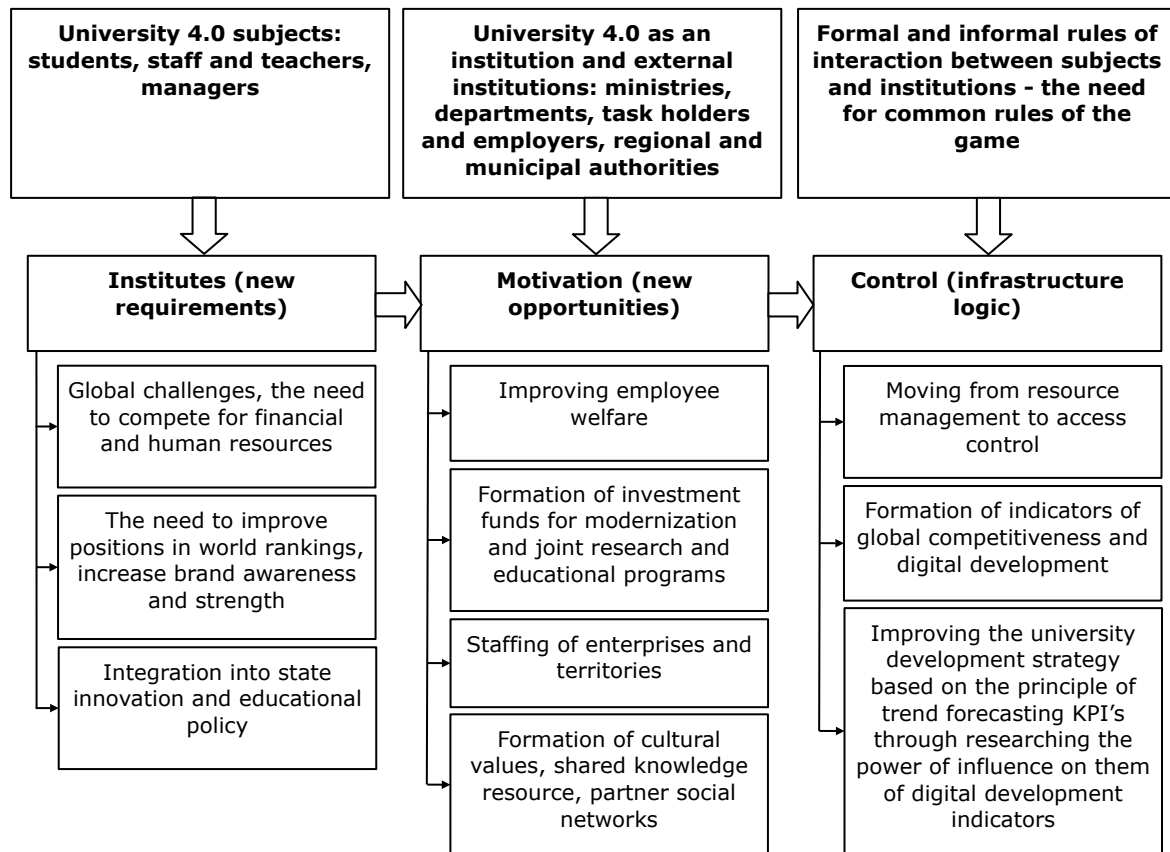 University 4.0 subjects:
students, staff and teachers,
managers
University 4.0 as an
institution and external
institutions: ministries,
departments, task holders
and employers, regional and
municipal authorities
Formal and informal rules of
interaction between subjects
and institutions - the need
for common rules of the
game
Institutes (new
requirements)
Motivation (new
opportunities)
Control (infrastructure
logic)
Global challenges, the need
to compete for financial
and human resources
The need to improve
positions in world rankings,
increase brand awareness
and strength
Integration into state
innovation and educational
policy
Improving employee
welfare
Formation of investment
funds for modernization
and joint research and
educational programs
Staffing of enterprises and
territories
Formation of cultural
values, shared knowledge
resource, partner social
networks
Moving from resource
management to access
control
Formation of indicators of
global competitiveness and
digital development
Improving the university
development strategy
based on the principle of
trend forecasting KPI’s
through researching the
power of influence on them
of digital development
indicators